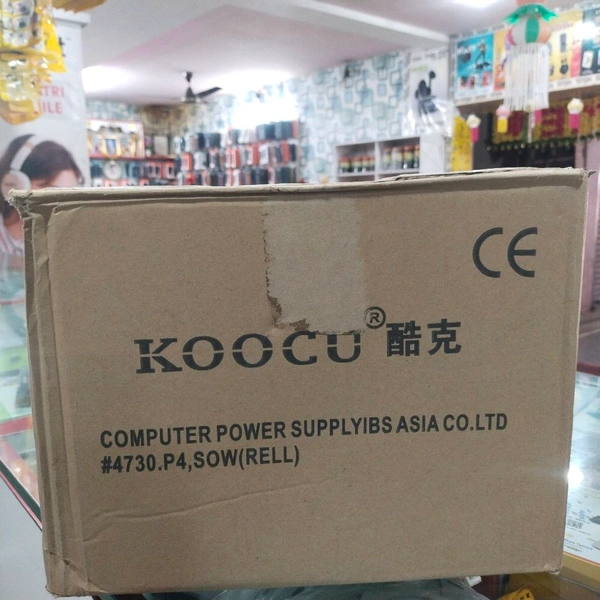 CE
KOOCU® 酷克
COMPUTER POWER SUPPLYIBS ASIA CO.LTD
#4730.P4,SOW(RELL)